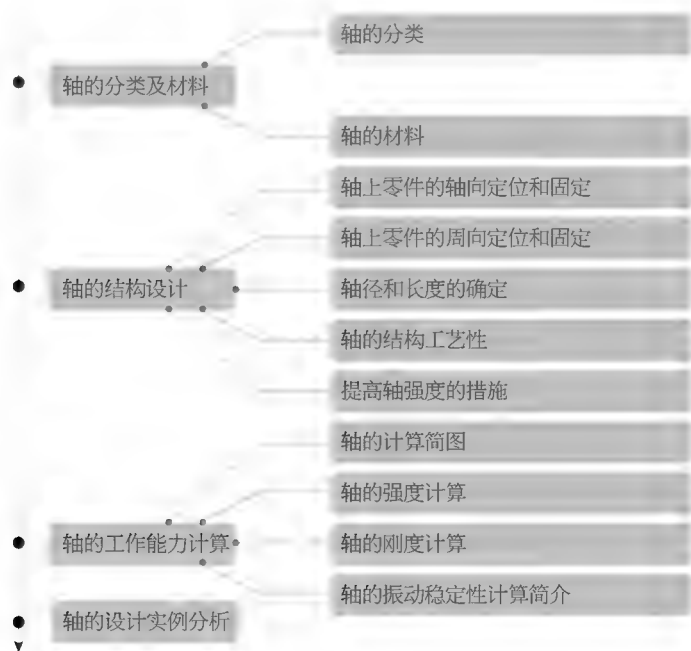 轴的分类及材料
轴的分类
轴的材料
轴的结构设计
轴上零件的轴向定位和固定
轴上零件的周向定位和固定
轴径和长度的确定
轴的结构工艺性
提高轴强度的措施
轴的工作能力计算
轴的计算简图
轴的强度计算
轴的刚度计算
轴的振动稳定性计算简介
轴的设计实例分析